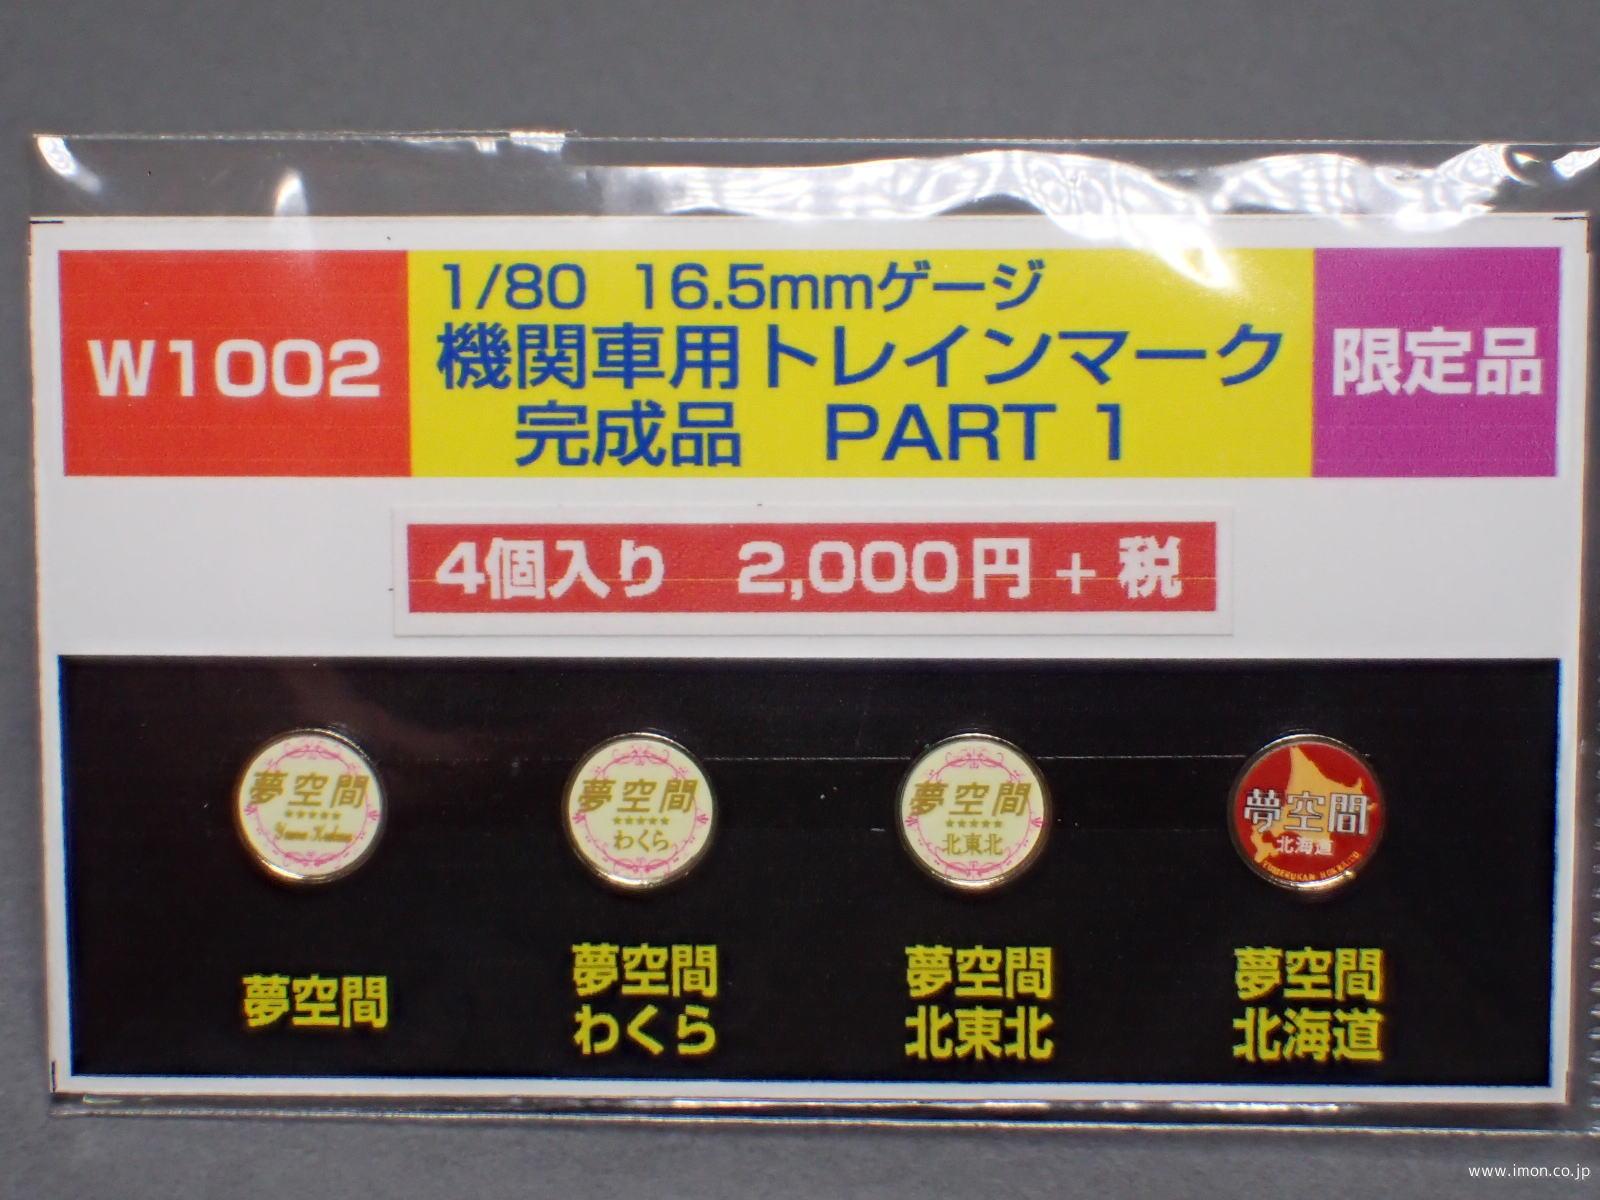 W1002
1/80 16.5mmゲージ
機関車用トレインマーク
完成品 PART 1
限定品
4個入り 2,000円 + 税
夢空間
★★★★★
夢空間
★★★★★
わくら
夢空間
★★★★★
北東北
夢空間
北海道
夢空間
夢空間
わくら
夢空間
北東北
夢空間
北海道
www.imon.co.jp